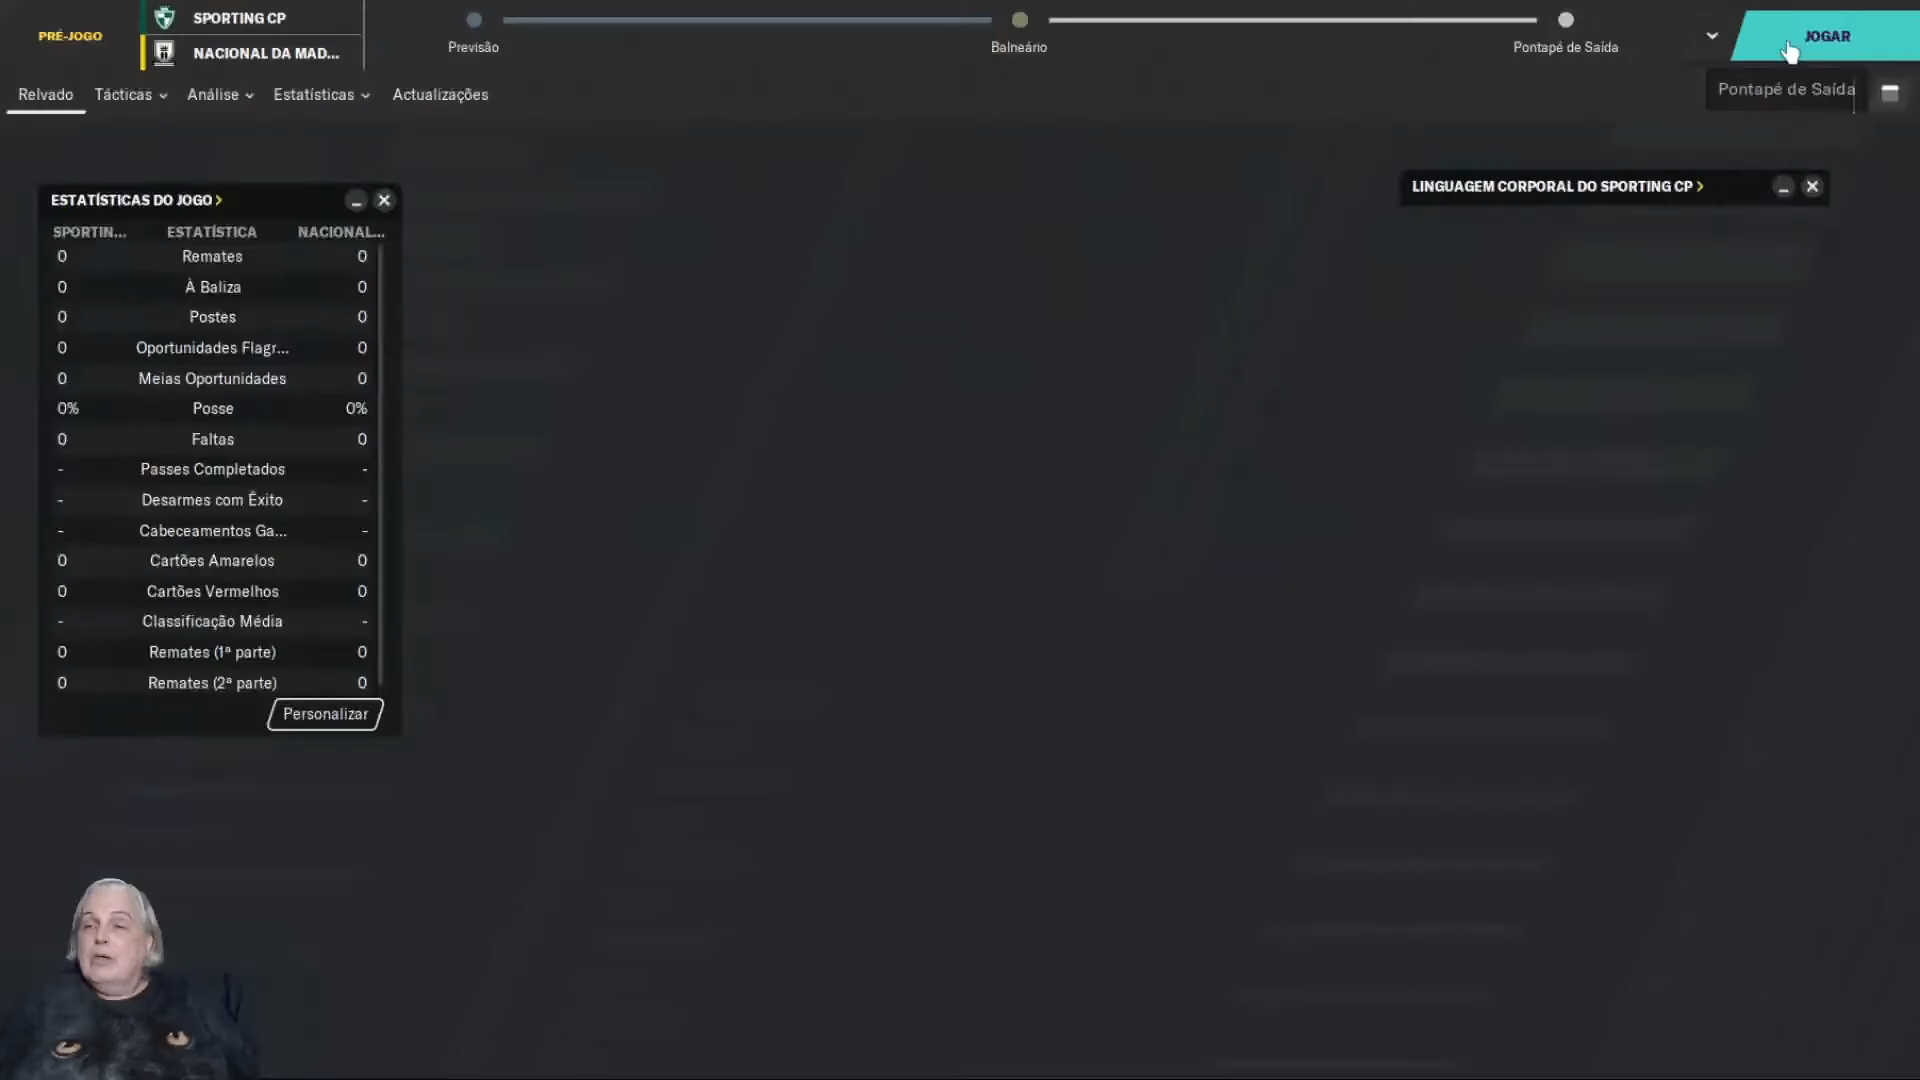 PRÉ-JOGO
SPORTING CP
NACIONAL DA MAD...
Previsão
Balneário
Pontapé de Saída
JOGAR
Pontapé de Saída
Relvado
Tácticas
Análise
Estatísticas
Actualizações
ESTATÍSTICAS DO JOGO >
SPORTIN... ESTATÍSTICA NACIONAL...
0 Remates 0
0 À Baliza 0
0 Postes 0
0 Oportunidades Flagr... 0
0 Meias Oportunidades 0
0% Posse 0%
0 Faltas 0
- Passes Completados -
- Desarmes com Êxito -
- Cabeceamentos Ga... -
0 Cartões Amarelos 0
0 Cartões Vermelhos 0
- Classificação Média -
0 Remates (1ª parte) 0
0 Remates (2ª parte) 0
Personalizar
LINGUAGEM CORPORAL DO SPORTING CP >